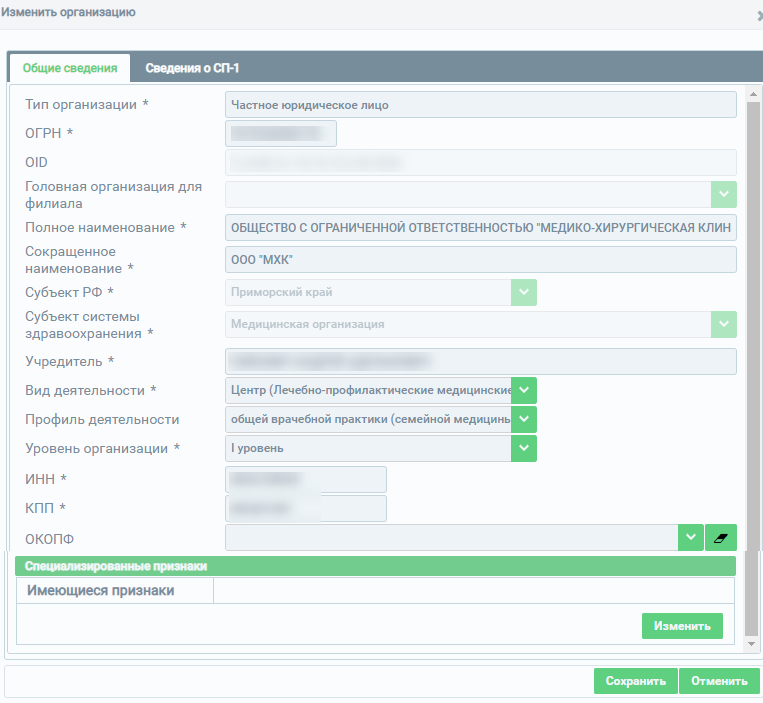 Изменить организацию
Общие сведения
Сведения о СП-1
Тип организации *
Частное юридическое лицо
ОГРН *
OID
Головная организация для
филиала
Полное наименование *
ОБЩЕСТВО С ОГРАНИЧЕННОЙ ОТВЕТСТВЕННОСТЬЮ "МЕДИКО-ХИРУРГИЧЕСКАЯ КЛИН
Сокращенное
наименование *
ООО "МХК"
Субъект РФ *
Приморский край
Субъект системы
здравоохранения *
Медицинская организация
Учредитель *
Вид деятельности *
Центр (Лечебно-профилактические медицинские
Профиль деятельности
общей врачебной практики (семейной медицины
Уровень организации *
I уровень
ИНН *
КПП *
ОКОПФ
Специализированные признаки
Имеющиеся признаки
Изменить
Сохранить
Отменить